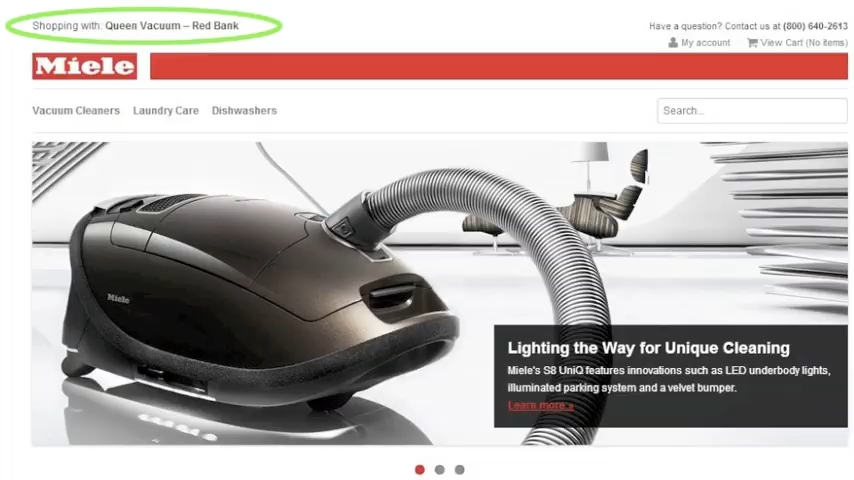 Shopping with: Queen Vacuum – Red Bank
Have a question? Contact us at (800) 640-2613
My account View Cart (No items)
Miele
Vacuum Cleaners Laundry Care Dishwashers
Search...
Miele
Lighting the Way for Unique Cleaning
Miele's S8 UniQ features innovations such as LED underbody lights,
illuminated parking system and a velvet bumper.
Learn more »